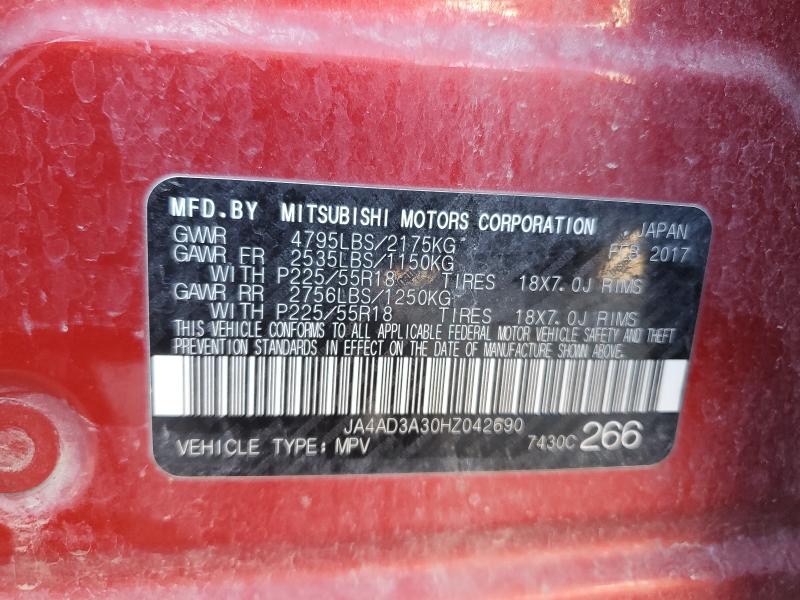 MFD.BY MITSUBISHI MOTORS CORPORATION JAPAN
GWR 4795LBS/2175KG FEB 2017
GAWR FR 2535LBS/1150KG
WITH P225/55R18 TIRES 18X7.0J RIMS
GAWR RR 2756LBS/1250KG
WITH P225/55R18 TIRES 18X7.0J RIMS
THIS VEHICLE CONFORMS TO ALL APPLICABLE FEDERAL MOTOR VEHICLE SAFETY AND THEFT
PREVENTION STANDARDS IN EFFECT ON THE DATE OF MANUFACTURE SHOWN ABOVE.
JA4AD3A30HZ042690
VEHICLE TYPE: MPV 7430C 266